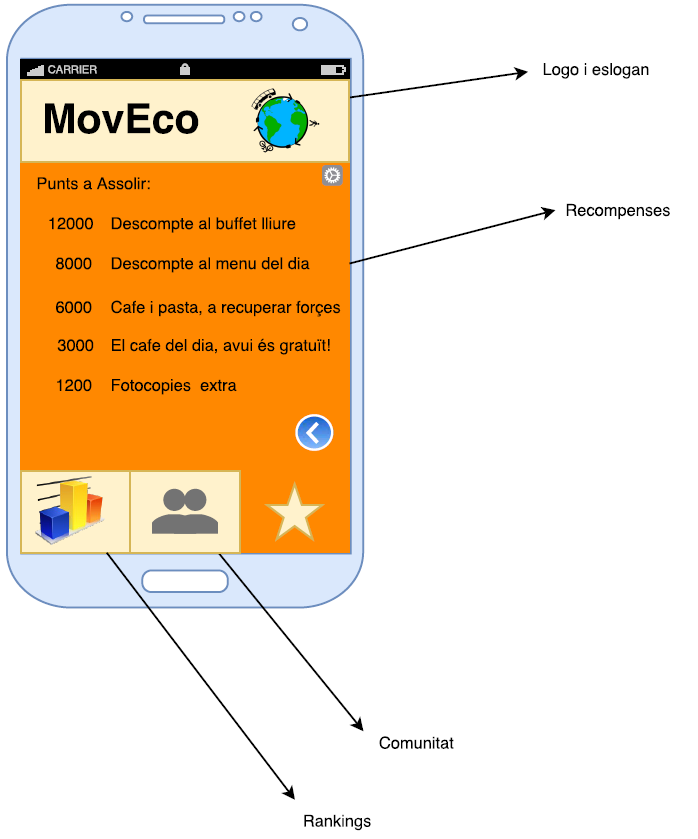 CARRIER
MovEco
Logo i eslogan
Punts a Assolir:
Recompenses
12000 Descompte al buffet lliure
8000 Descompte al menu del dia
6000 Cafe i pasta, a recuperar forçes
3000 El cafe del dia, avui és gratuït!
1200 Fotocopies extra
Comunitat
Rankings